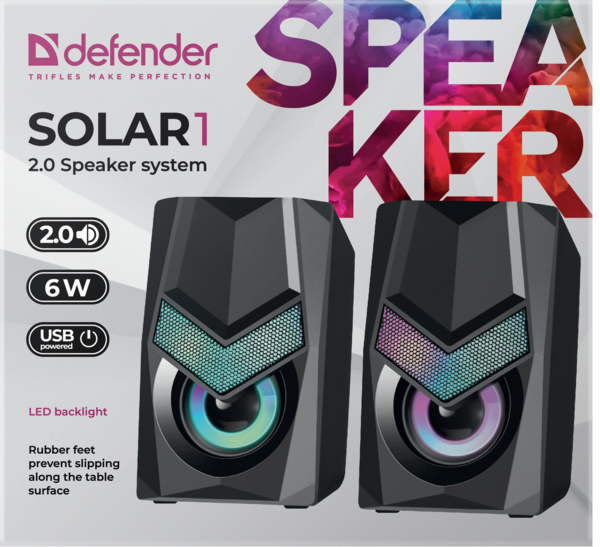 defender
TRIFLES MAKE PERFECTION
SPEA
KER
SOLAR1
2.0 Speaker system
2.0
6W
USB
powered
LED backlight
Rubber feet
prevent slipping
along the table
surface